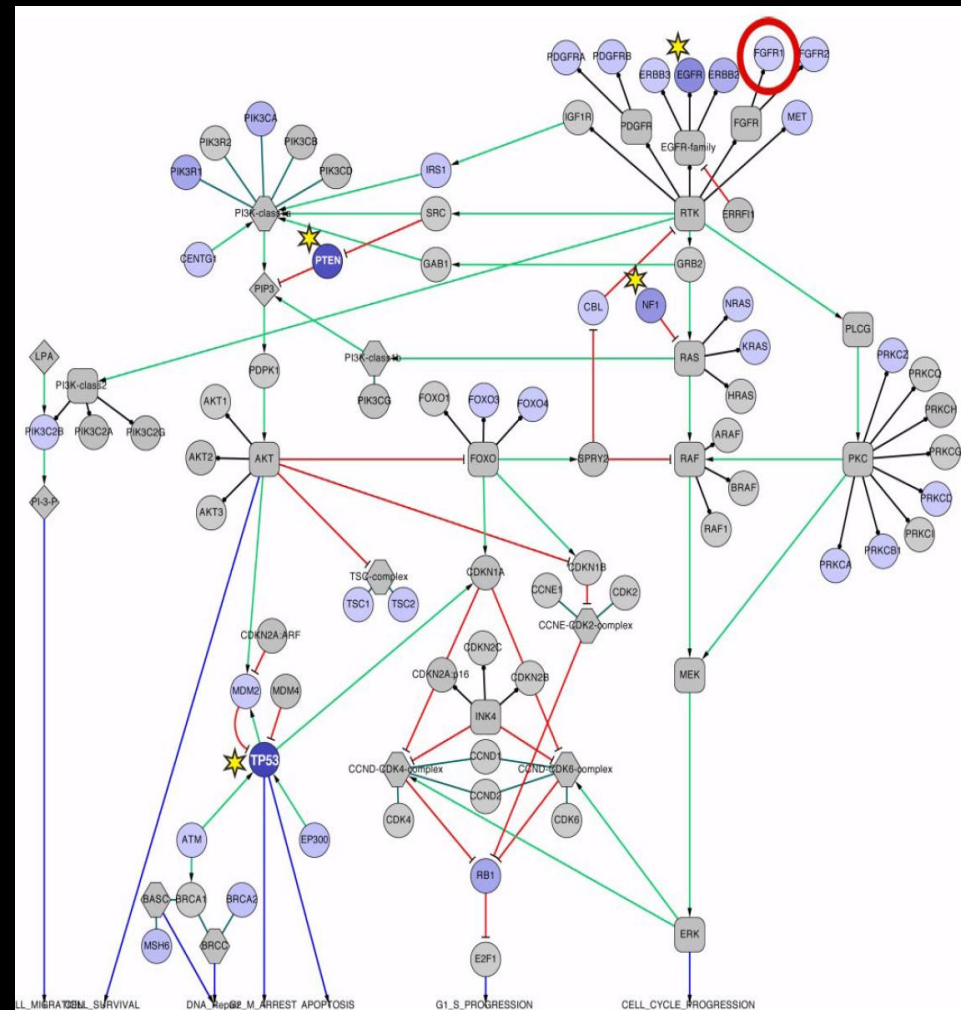 FGFR1
PDGFRA
PDGFRB
FGFR2
ERBB3
EGFR
ERBB2
PIK3CA
IGF1R
PDGFR
FGFR
MET
PIK3R2
PIK3CB
EGFR-family
PIK3R1
PIK3CD
IRS1
PI3K-class1a
SRC
RTK
ERRFI1
CENTG1
PTEN
GAB1
GRB2
PIP3
CBL
NF1
NRAS
PLCG
LPA
PI3K-class1b
RAS
KRAS
PRKCZ
PI3K-class2
PDPK1
PIK3CG
HRAS
PRKCQ
AKT1
FOXO1
FOXO3
FOXO4
PRKCH
PIK3C2B
PIK3C2A
PIK3C2G
ARAF
AKT2
AKT
FOXO
SPRY2
RAF
PKC
PRKCG
BRAF
PI-3-P
AKT3
RAF1
PRKCD
PRKCI
PRKCA
PRKCB1
TSC-complex
CDKN1A
CDKN1B
TSC1
TSC2
CCNE1
CDK2
CCNE-CDK2-complex
CDKN2A:ARF
CDKN2C
CDKN2A:p16
CDKN2B
MEK
MDM2
MDM4
INK4
TP53
CCND1
CCND-CDK4-complex
CCND-CDK6-complex
CCND2
CDK4
CDK6
ATM
EP300
RB1
BASC
BRCA1
BRCA2
MSH6
BRCC
E2F1
ERK
LL_MIGRATION
CELL_SURVIVAL
DNA_Repair
G2_M_ARREST
APOPTOSIS
G1_S_PROGRESSION
CELL_CYCLE_PROGRESSION